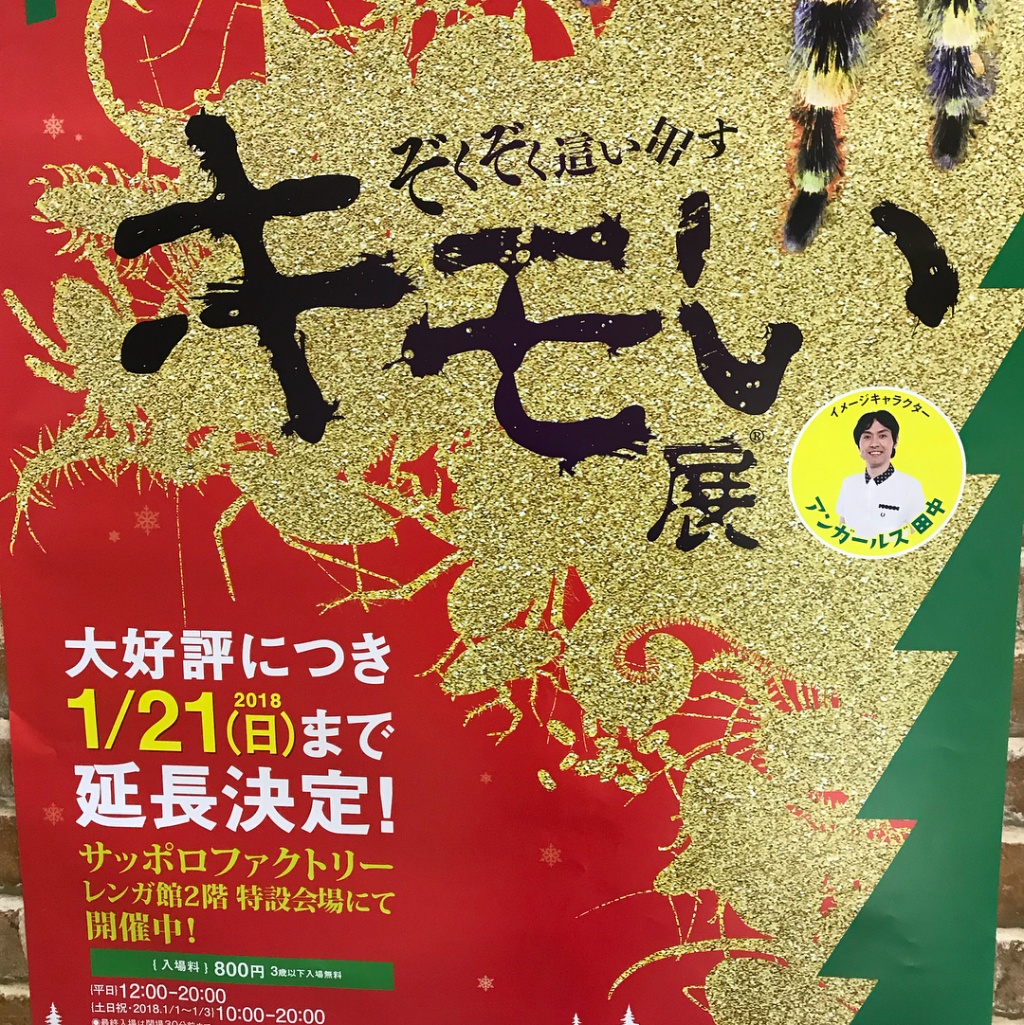 ぞくぞく這い出す
キモい
展®
イメージキャラクター
アンガールズ 田中
大好評につき
2018
1/21(日)まで
延長決定!
サッポロファクトリー
レンガ館2階 特設会場にて
開催中!
{入場料} 800円 3歳以下入場無料
[平日]12:00-20:00
[土日祝・2018.1/1〜1/3]10:00-20:00